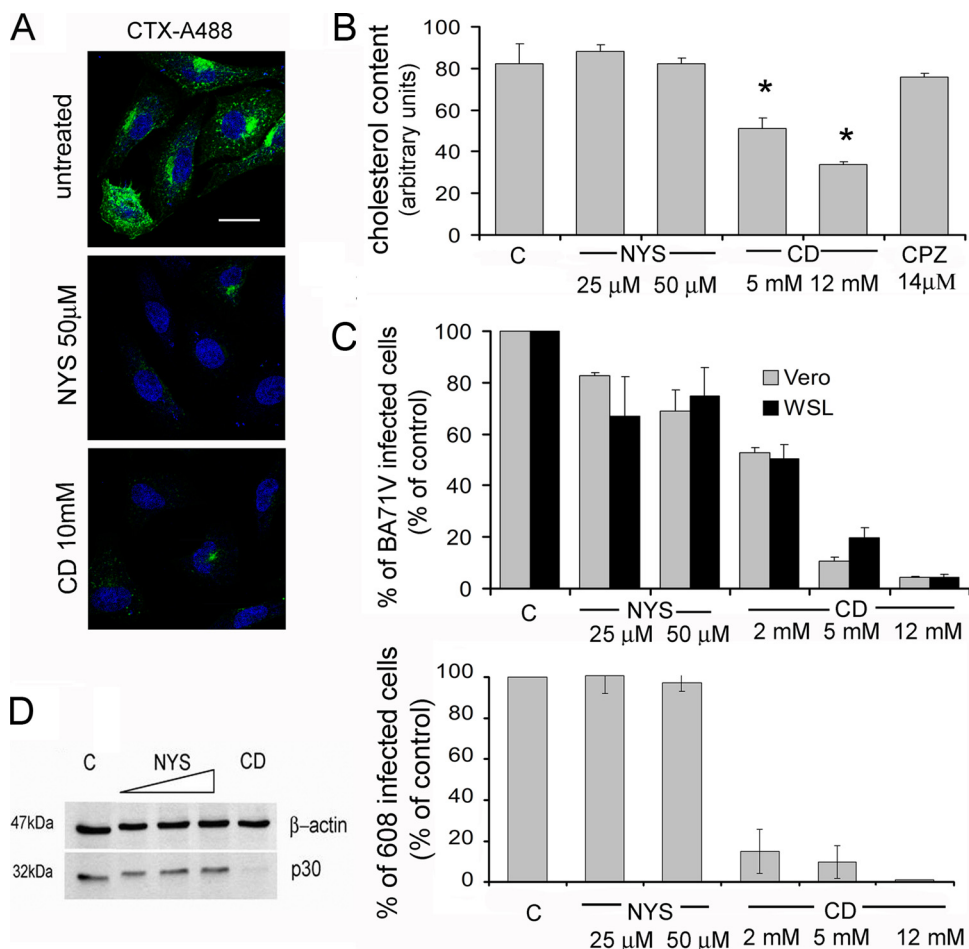 A
CTX-A488
untreated
NYS 50μM
CD 10mM
B
cholesterol content
(arbitrary units)
100
80
60
40
20
0
*
*
C NYS CD CPZ
25 μM 50 μM 5 mM 12 mM 14μM
C
% of BA71V infected cells
(% of control)
100
80
60
40
20
0
Vero
WSL
C NYS CD
25 μM 50 μM 2 mM 5 mM 12 mM
% of 608 infected cells
(% of control)
100
80
60
40
20
0
C NYS CD
25 μM 50 μM 2 mM 5 mM 12 mM
D
C NYS CD
47kDa β-actin
32kDa p30